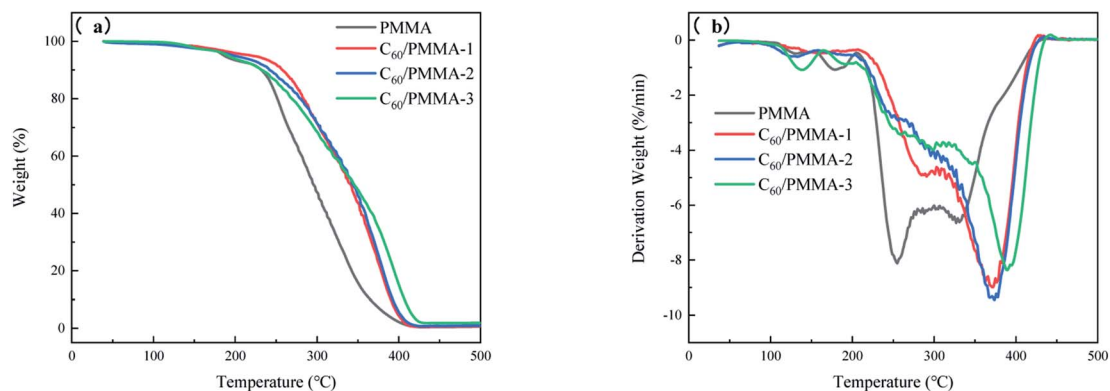 (a)
PMMA
C₆₀/PMMA-1
C₆₀/PMMA-2
C₆₀/PMMA-3
100
80
60
40
20
0
Weight (%)
0 100 200 300 400 500
Temperature (℃)
(b)
0
-2
-4
-6
-8
-10
Derivation Weight (%/min)
PMMA
C₆₀/PMMA-1
C₆₀/PMMA-2
C₆₀/PMMA-3
0 100 200 300 400 500
Temperature (℃)